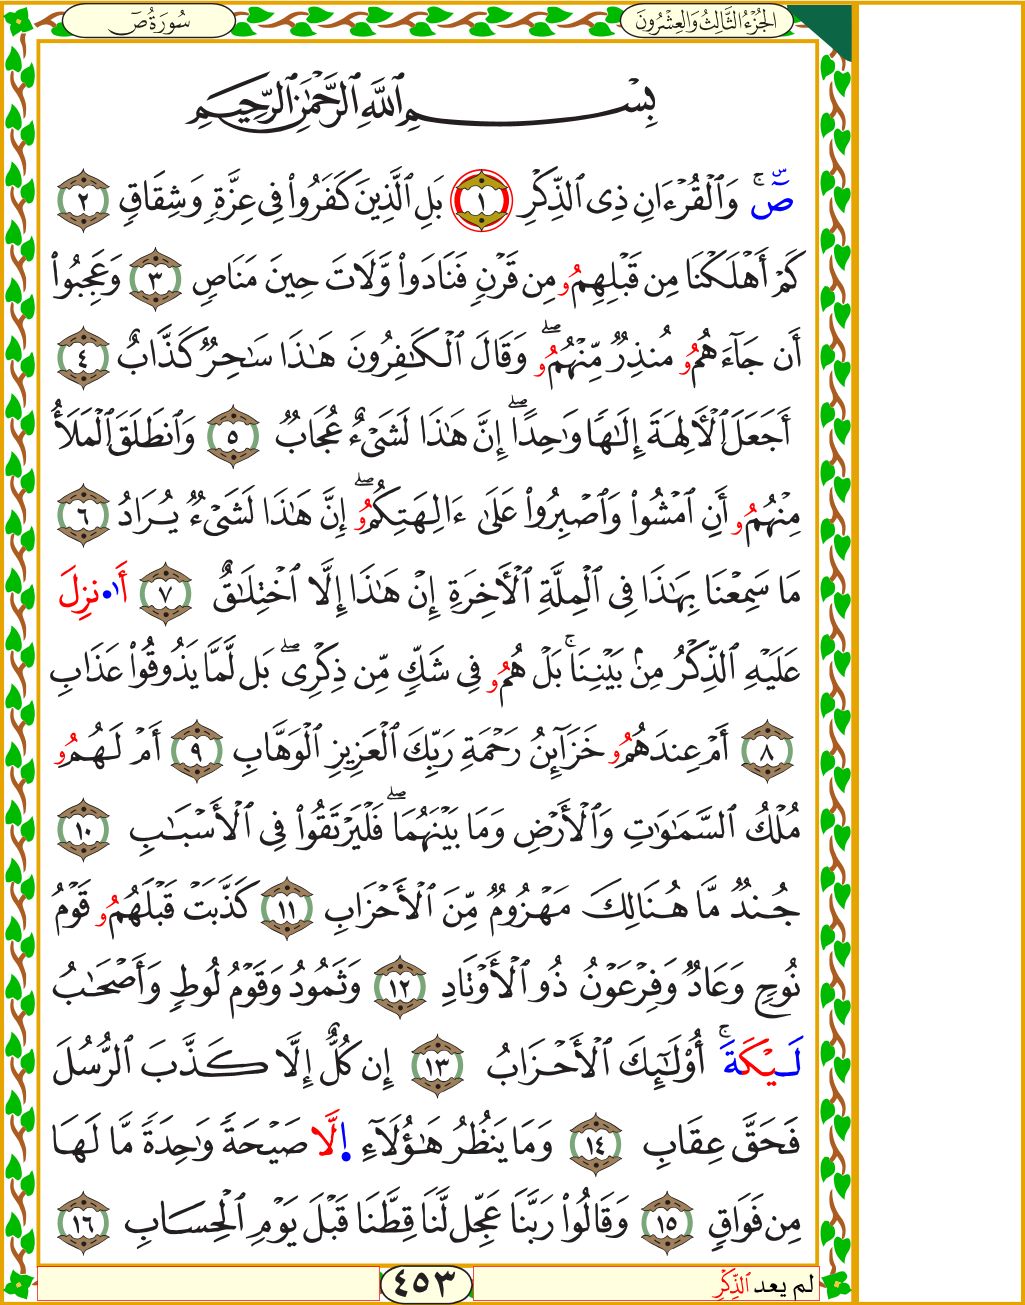 الجُزْءُ الثَّالِثُ وَالعِشْرُونَ
سُورَةُ صٓ
بِسْمِ ٱللَّهِ ٱلرَّحْمَٰنِ ٱلرَّحِيمِ
صٓۚ وَٱلْقُرْءَانِ ذِى ٱلذِّكْرِ ١ بَلِ ٱلَّذِينَ كَفَرُوا۟ فِى عِزَّةٍ وَشِقَاقٍ ٢
كَمْ أَهْلَكْنَا مِن قَبْلِهِمُو مِن قَرْنٍ فَنَادَوا۟ وَّلَاتَ حِينَ مَنَاصٍ ٣ وَعَجِبُوا۟
أَن جَآءَهُمُو مُنذِرٌ مِّنْهُمُوۖ وَقَالَ ٱلْكَٰفِرُونَ هَٰذَا سَٰحِرٌ كَذَّابٌ ٤
أَجَعَلَ ٱلْأَلِهَةَ إِلَٰهًا وَٰحِدًاۖ إِنَّ هَٰذَا لَشَىْءٌ عُجَابٌ ٥ وَٱنطَلَقَ ٱلْمَلَأُ
مِنْهُمُو أَنِ ٱمْشُوا۟ وَٱصْبِرُوا۟ عَلَىٰ ءَالِهَتِكُمُوۖ إِنَّ هَٰذَا لَشَىْءٌ يُرَادُ ٦
مَا سَمِعْنَا بِهَٰذَا فِى ٱلْمِلَّةِ ٱلْأَخِرَةِ إِنْ هَٰذَا إِلَّا ٱخْتِلَٰقٌ ٧ أَ۟نزِلَ
عَلَيْهِ ٱلذِّكْرُ مِنۢ بَيْنِنَاۚ بَلْ هُمُو فِى شَكٍّ مِّن ذِكْرِىۖ بَل لَّمَّا يَذُوقُوا۟ عَذَابِ
٨ أَمْ عِندَهُمُو خَزَآئِنُ رَحْمَةِ رَبِّكَ ٱلْعَزِيزِ ٱلْوَهَّابِ ٩ أَمْ لَهُمُو
مُلْكُ ٱلسَّمَٰوَٰتِ وَٱلْأَرْضِ وَمَا بَيْنَهُمَاۖ فَلْيَرْتَقُوا۟ فِى ٱلْأَسْبَٰبِ ١٠
جُندٌ مَّا هُنَالِكَ مَهْزُومٌ مِّنَ ٱلْأَحْزَابِ ١١ كَذَّبَتْ قَبْلَهُمُو قَوْمُ
نُوحٍ وَعَادٌ وَفِرْعَوْنُ ذُو ٱلْأَوْتَادِ ١٢ وَثَمُودُ وَقَوْمُ لُوطٍ وَأَصْحَٰبُ
لَيْكَةَۚ أُو۟لَٰٓئِكَ ٱلْأَحْزَابُ ١٣ إِن كُلٌّ إِلَّا كَذَّبَ ٱلرُّسُلَ
فَحَقَّ عِقَابِ ١٤ وَمَا يَنظُرُ هَٰٓؤُلَآءِ ا۪لَّا صَيْحَةً وَٰحِدَةً مَّا لَهَا
مِن فَوَاقٍ ١٥ وَقَالُوا۟ رَبَّنَا عَجِّل لَّنَا قِطَّنَا قَبْلَ يَوْمِ ٱلْحِسَابِ ١٦
لم يعد ٱلذِّكْرِ
٤٥٣